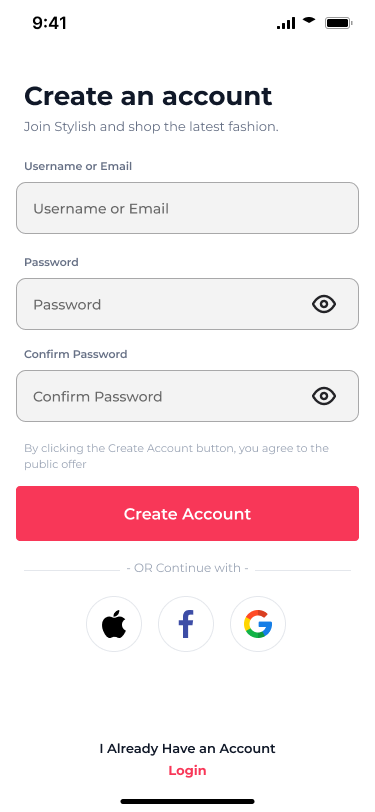 9:41
Create an account
Join Stylish and shop the latest fashion.
Username or Email
Username or Email
Password
Password
Confirm Password
Confirm Password
By clicking the Create Account button, you agree to the
public offer
Create Account
- OR Continue with -
I Already Have an Account
Login